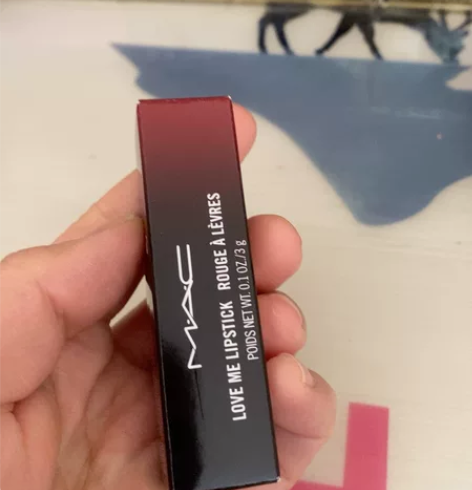 MAC
LOVE ME LIPSTICK ROUGE À LÈVRES
POIDS NET WT. 0.1 OZ./3 g